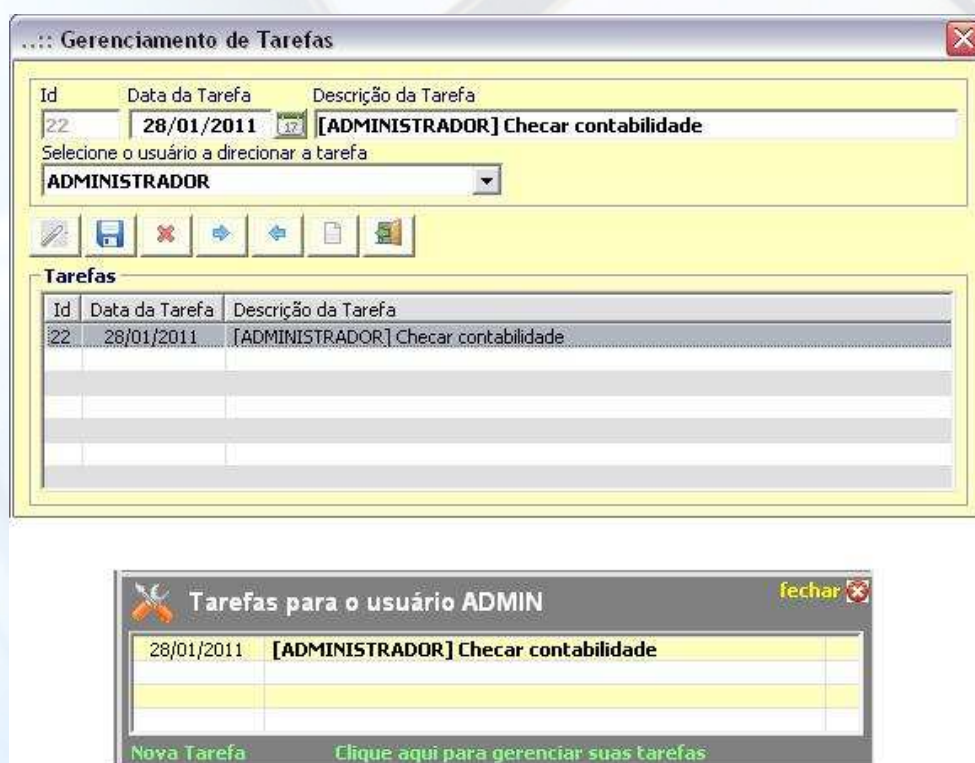 ..:: Gerenciamento de Tarefas
Id Data da Tarefa Descrição da Tarefa
22 28/01/2011 17 [ADMINISTRADOR] Checar contabilidade
Selecione o usuário a direcionar a tarefa
ADMINISTRADOR
Tarefas
Id Data da Tarefa Descrição da Tarefa
22 28/01/2011 [ADMINISTRADOR] Checar contabilidade
Tarefas para o usuário ADMIN fechar
28/01/2011 [ADMINISTRADOR] Checar contabilidade
Nova Tarefa Clique aqui para gerenciar suas tarefas